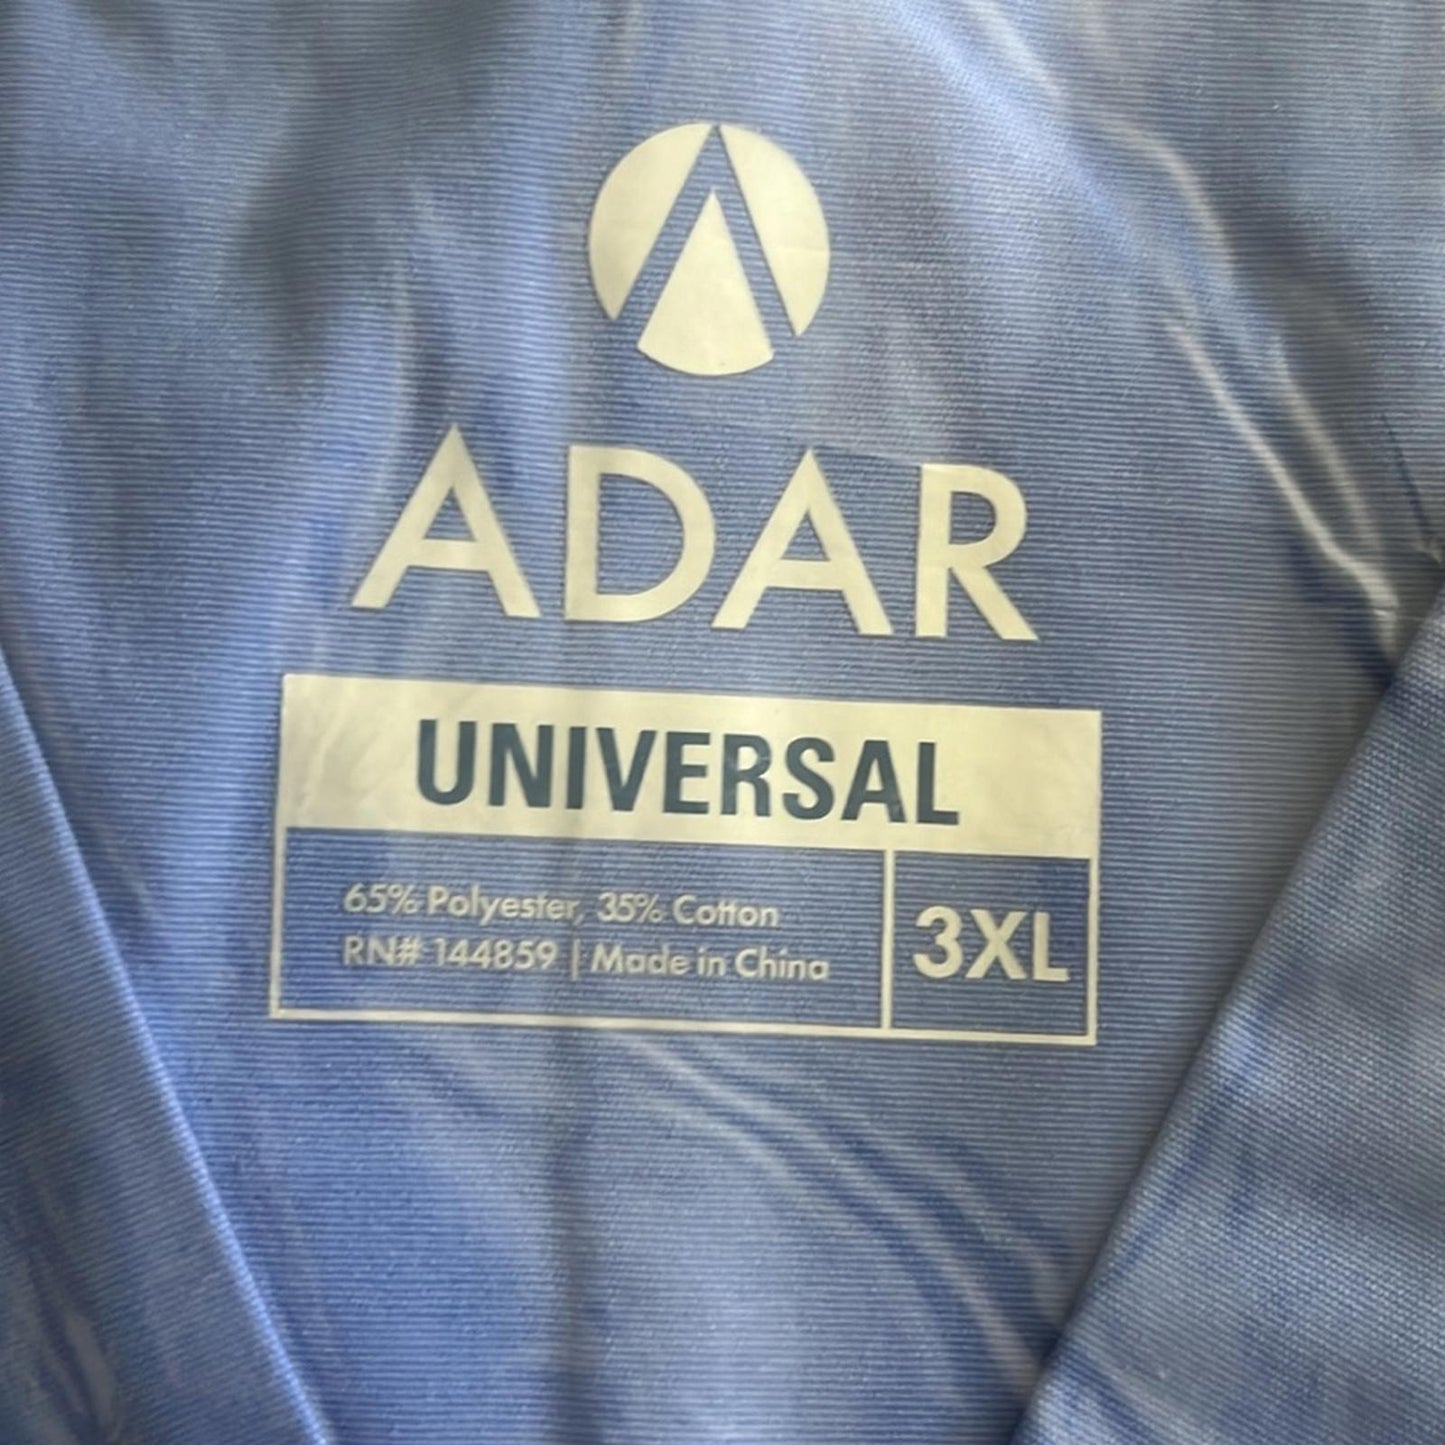 ADAR
UNIVERSAL
65% Polyester, 35% Cotton
RN# 144859 | Made in China
3XL